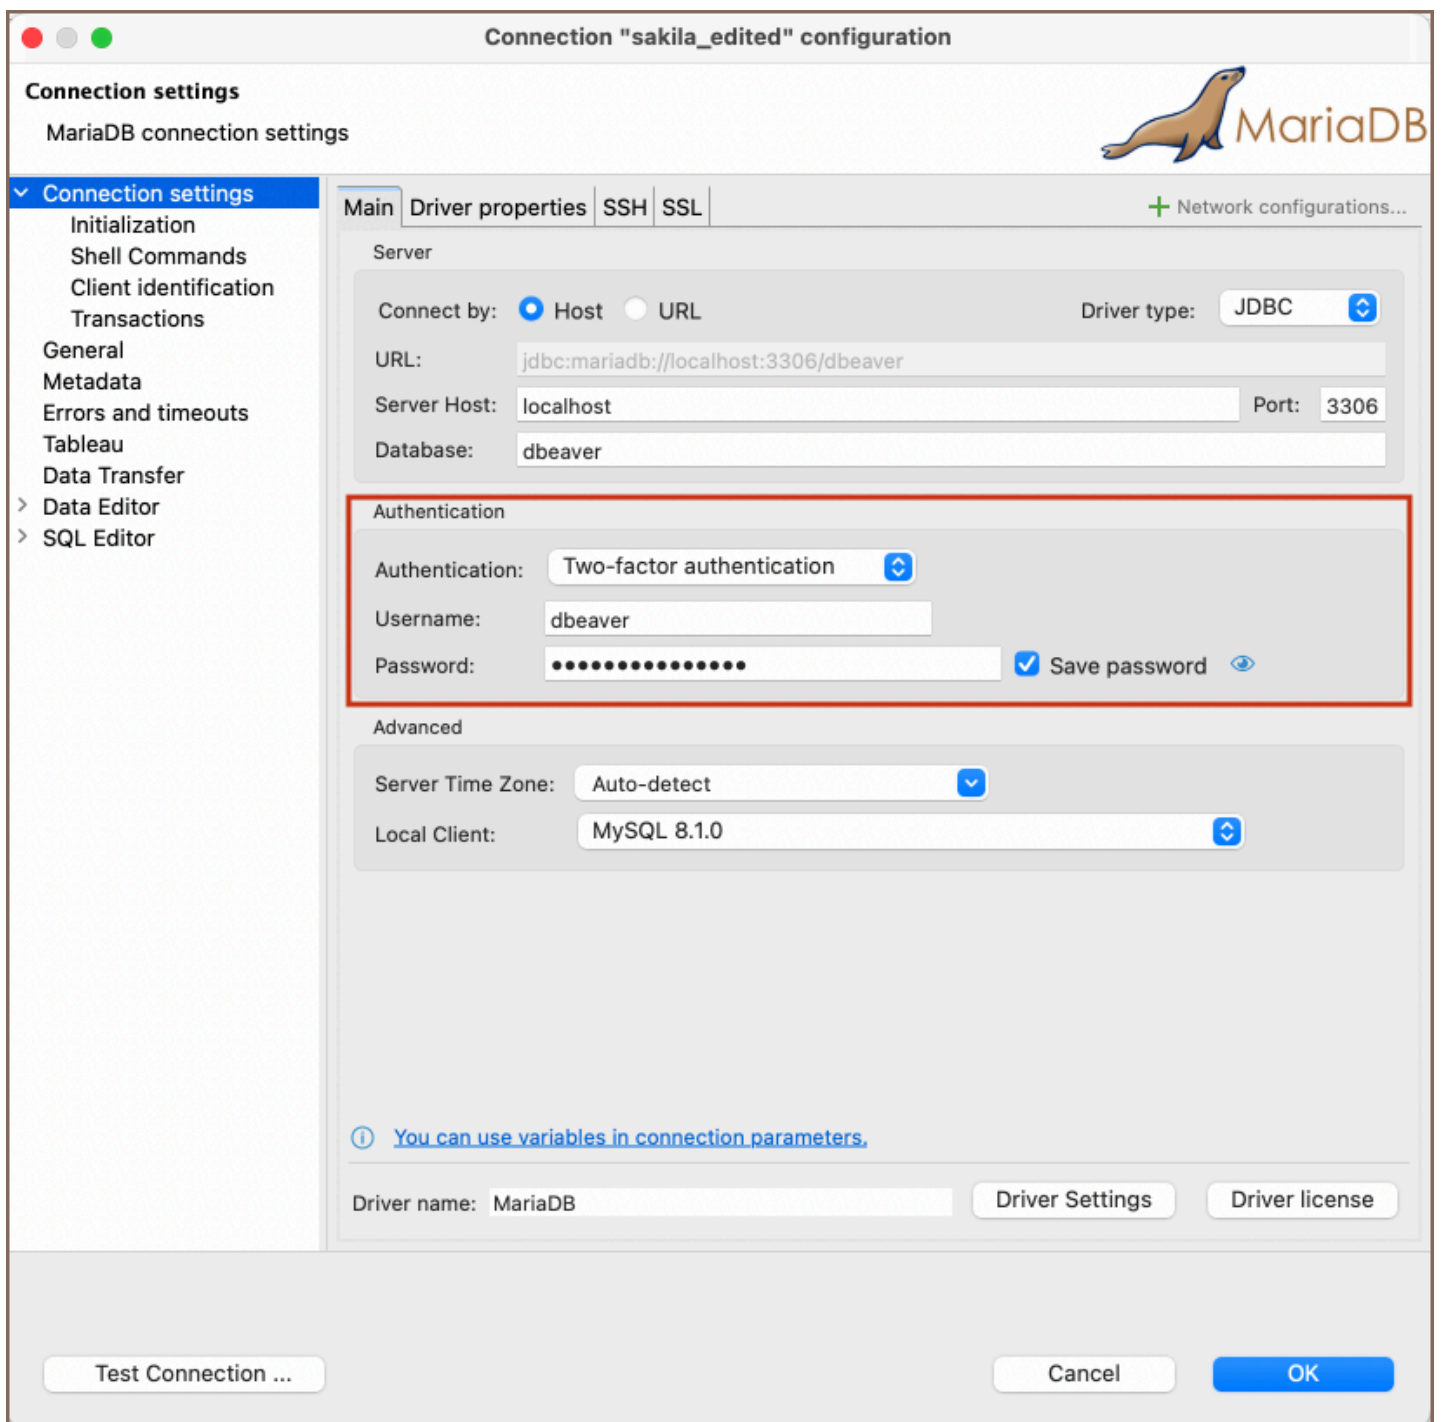 Connection "sakila_edited" configuration
Connection settings
MariaDB connection settings
MariaDB
Connection settings
Initialization
Shell Commands
Client identification
Transactions
General
Metadata
Errors and timeouts
Tableau
Data Transfer
Data Editor
SQL Editor
Main Driver properties SSH SSL Network configurations...
Server
Connect by: Host URL Driver type: JDBC
URL: jdbc:mariadb://localhost:3306/dbeaver
Server Host: localhost Port: 3306
Database: dbeaver
Authentication
Authentication: Two-factor authentication
Username: dbeaver
Password: ••••••••••••••• Save password
Advanced
Server Time Zone: Auto-detect
Local Client: MySQL 8.1.0
You can use variables in connection parameters.
Driver name: MariaDB Driver Settings Driver license
Test Connection ... Cancel OK